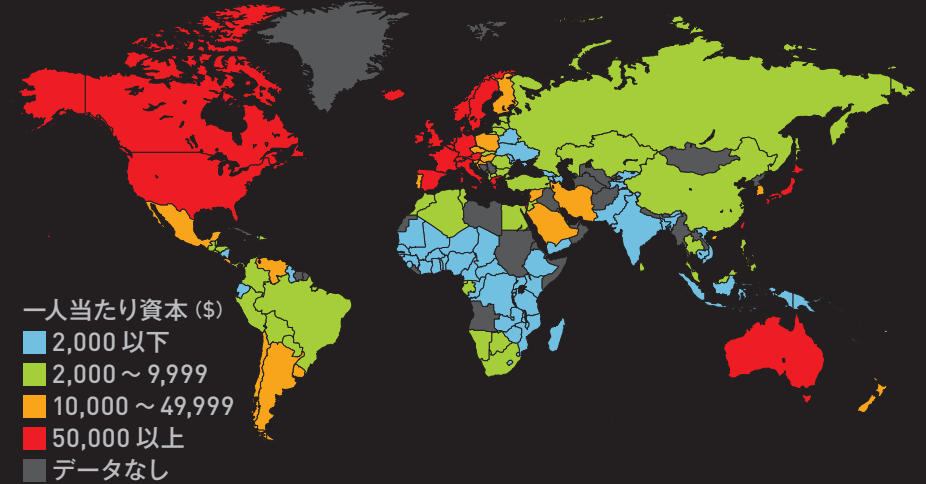 一人当たり資本 ($)
2,000 以下
2,000 ～ 9,999
10,000 ～ 49,999
50,000 以上
データなし